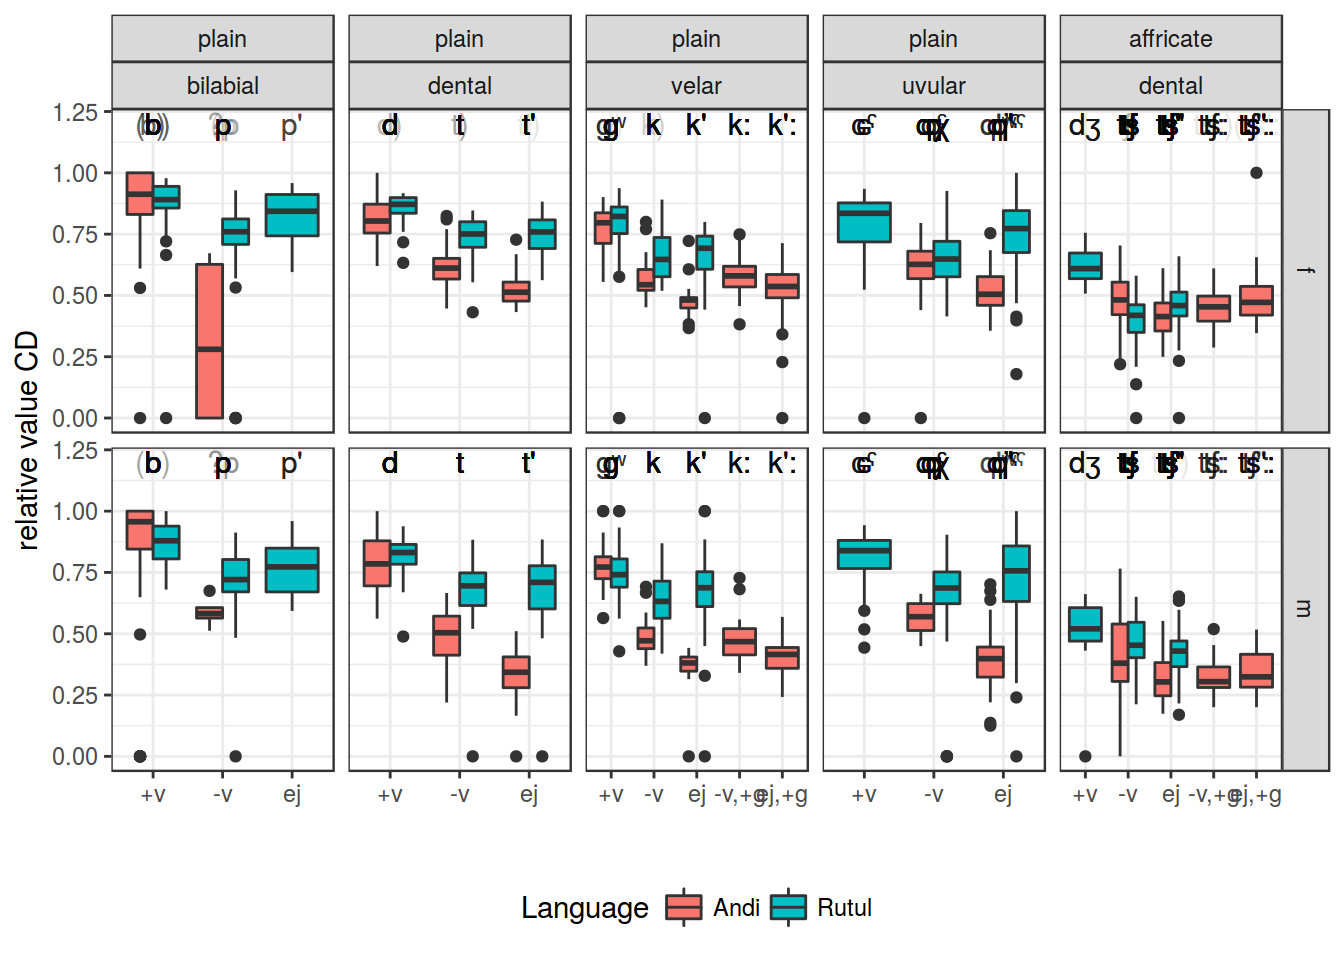 plain plain plain plain affricate
bilabial dental velar uvular dental
1.25
1.00
0.75
0.50
0.25
0.00
p p'
d t t'
k k' k: k':
dʒ
f
relative value CD
1.25
1.00
0.75
0.50
0.25
0.00
b p p'
d t t'
k k' k: k':
dʒ
m
+v -v ej +v -v ej +v -v ej -v,+g ej,+g +v -v ej +v -v ej -v,+g ej,+g
Language Andi Rutul